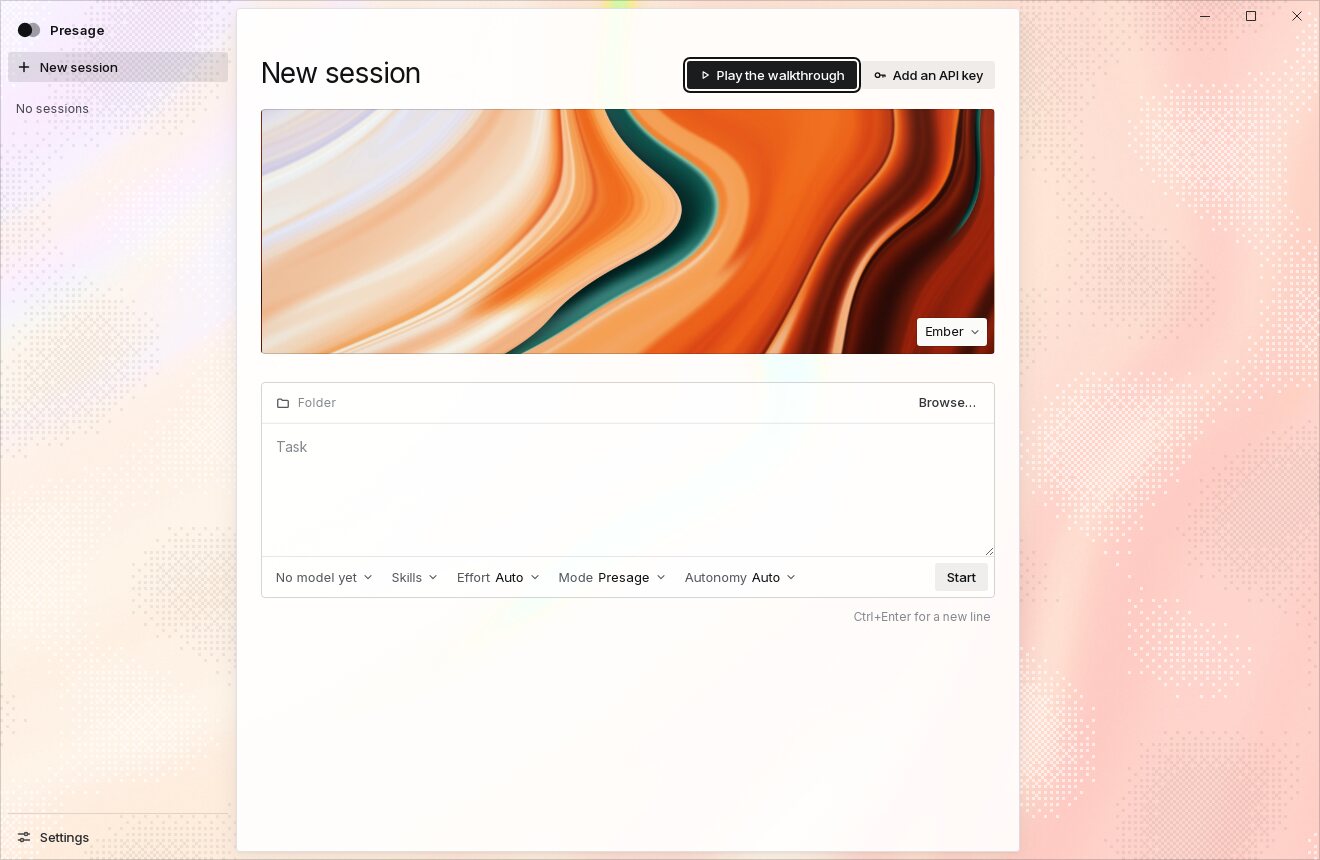 Presage
New session
No sessions
Settings
New session
Play the walkthrough
Add an API key
Ember
Folder
Browse...
Task
No model yet
Skills
Effort Auto
Mode Presage
Autonomy Auto
Start
Ctrl+Enter for a new line